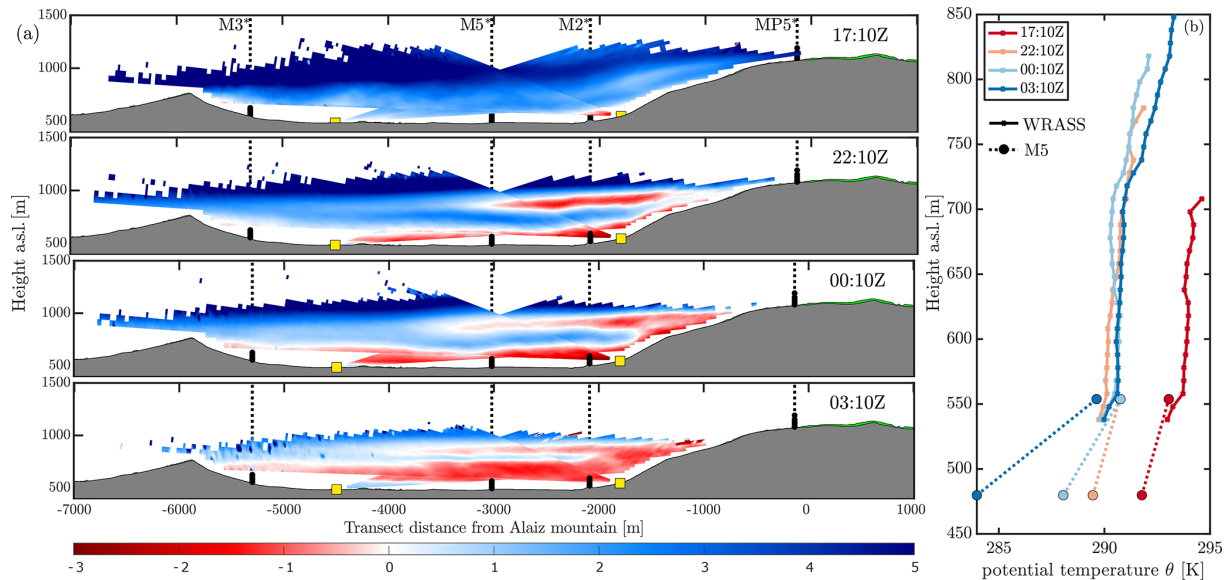 (a)
M3* M5* M2* MP5*
17:10Z
1500
1000
500
22:10Z
1500
1000
500
00:10Z
1500
1000
500
03:10Z
1500
1000
500
Height a.s.l. [m]
-7000 -6000 -5000 -4000 -3000 -2000 -1000 0 1000
Transect distance from Alaiz mountain [m]
-3 -2 -1 0 1 2 3 4 5
(b)
17:10Z
22:10Z
00:10Z
03:10Z
WRASS
M5
850
800
750
700
650
600
550
500
450
Height a.s.l. [m]
285 290 295
potential temperature θ [K]